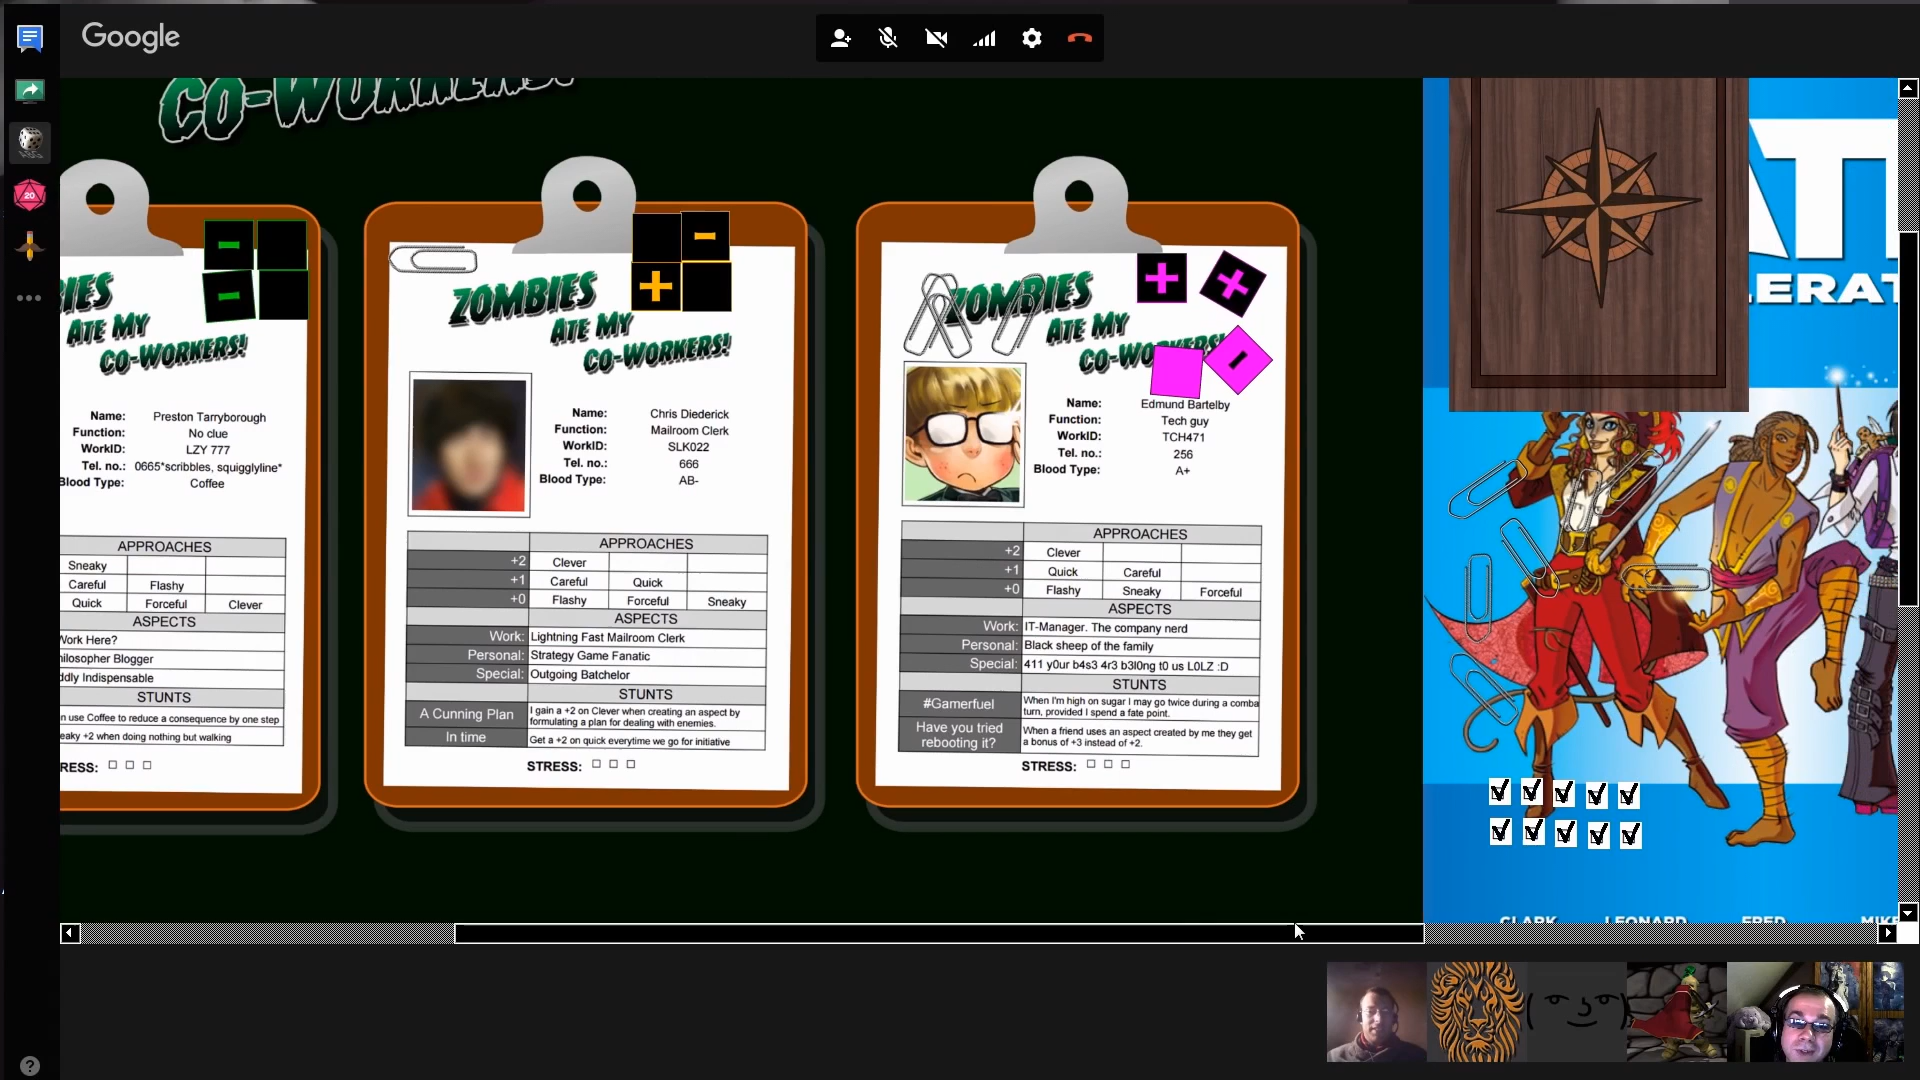 Google
CO-WORKERS!
20
ATE MY
CO-WORKERS!
Name: Preston Tarryborough
Function: No clue
WorkID: LZY 777
Tel. no.: 0665*scribbles, squigglyline*
Blood Type: Coffee
APPROACHES
Sneaky
Careful Flashy
Quick Forceful Clever
ASPECTS
Work Here?
hilosopher Blogger
ddly Indispensable
STUNTS
n use Coffee to reduce a consequence by one step
eaky +2 when doing nothing but walking
RESS:
ZOMBIES
ATE MY
CO-WORKERS!
Name: Chris Diederick
Function: Mailroom Clerk
WorkID: SLK022
Tel. no.: 666
Blood Type: AB-
APPROACHES
+2 Clever
+1 Careful Quick
+0 Flashy Forceful Sneaky
ASPECTS
Work: Lightning Fast Mailroom Clerk
Personal: Strategy Game Fanatic
Special: Outgoing Batchelor
STUNTS
A Cunning Plan I gain a +2 on Clever when creating an aspect by
formulating a plan for dealing with enemies.
In time Get a +2 on quick everytime we go for initiative
STRESS:
ZOMBIES
ATE MY
CO-WORKERS!
Name: Edmund Bartelby
Function: Tech guy
WorkID: TCH471
Tel. no.: 256
Blood Type: A+
APPROACHES
+2 Clever
+1 Quick Careful
+0 Flashy Sneaky Forceful
ASPECTS
Work: IT-Manager. The company nerd
Personal: Black sheep of the family
Special: 411 y0ur b4s3 4r3 b3l0ng t0 us L0LZ :D
STUNTS
#Gamerfuel When I'm high on sugar I may go twice during a comba
turn, provided I spend a fate point.
Have you tried rebooting it? When a friend uses an aspect created by me they get
a bonus of +3 instead of +2.
STRESS:
AT
LERAT
CLARK LEONARD FRED MIKE